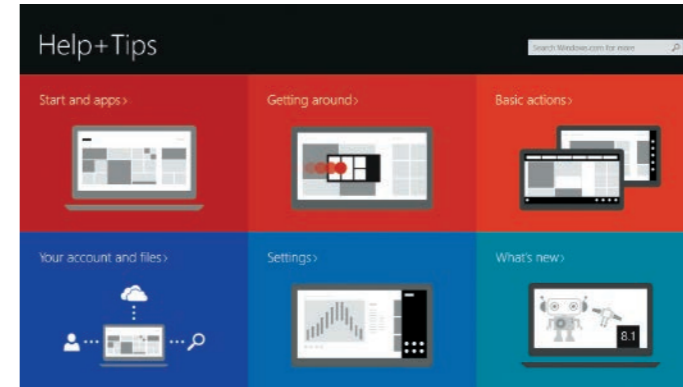 Help+Tips
Search Windows.com for more
Start and apps>
Getting around>
Basic actions>
Your account and files>
Settings>
What's new>
8.1